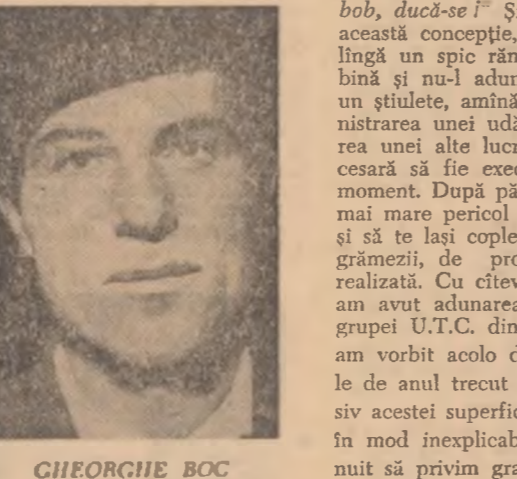 bob, ducă-se!" Ș
această concepție,
lîngă un spic răm
bină și nu-l adun
un știulete, amînă
nistrarea unei udă
rea unei alte lucr
cesară să fie exec
moment. După pă
mai mare pericol
și să te lași cople
grămezii, de pro
realizată. Cu cîtev
am avut adunarea
grupei U.T.C. din
am vorbit acolo d
le de anul trecut
siv acestei superfic
în mod inexplicab
nuit să privim gra
GHEORGHE BOC